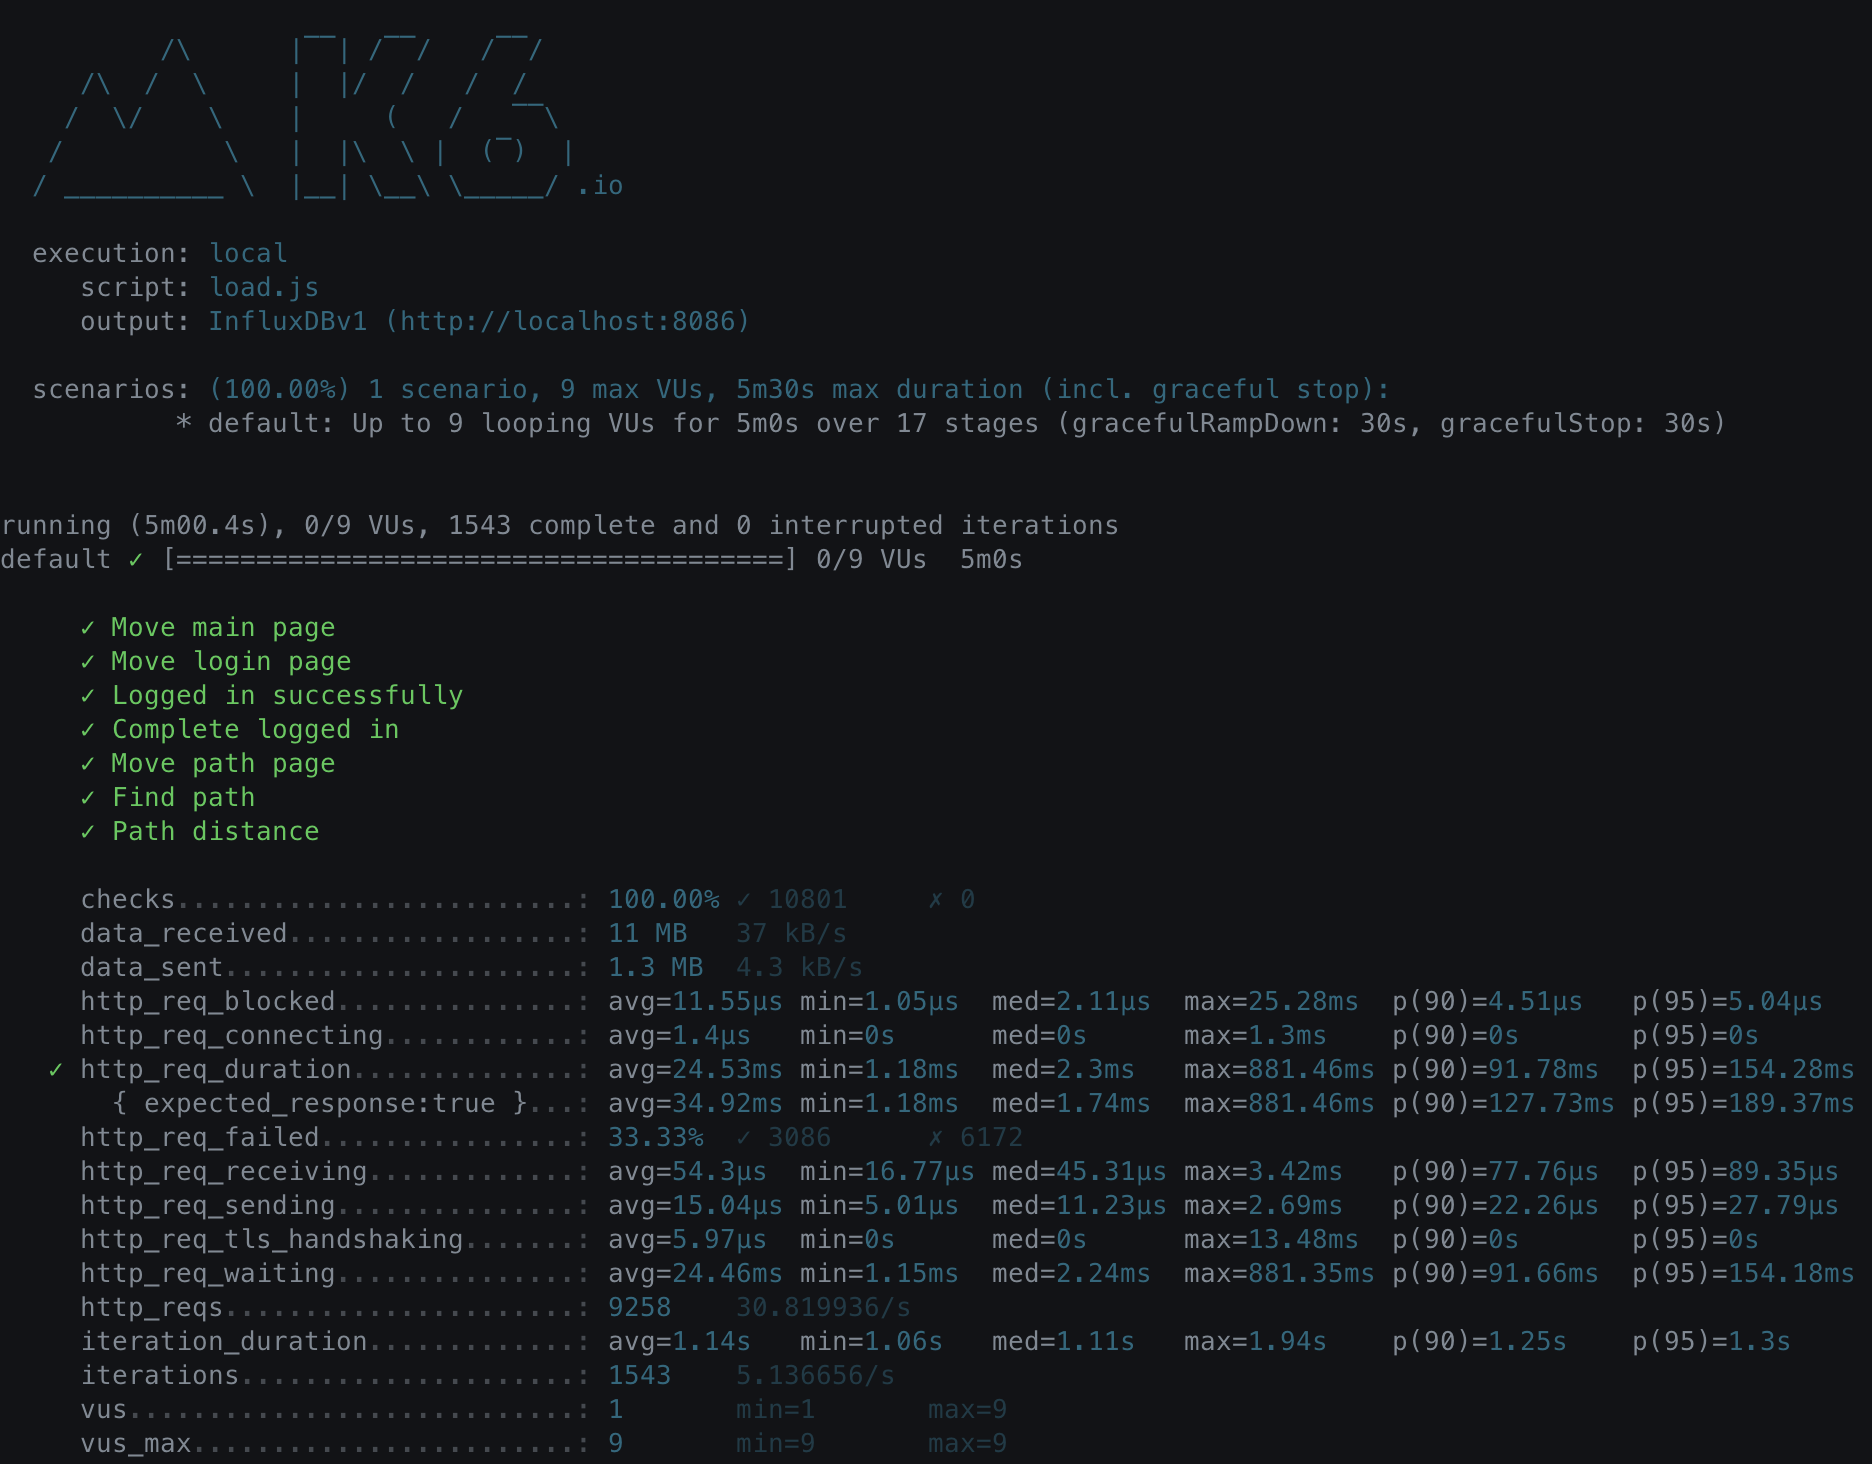 /\      |‾‾| /‾‾/   /‾‾/
     /\  /  \     |  |/  /   /  /
    /  \/    \    |     (   /   ‾‾\
   /          \   |  |\  \ |  (‾)  |
  / __________ \  |__| \__\ \_____/ .io
execution: local
script: load.js
output: InfluxDBv1 (http://localhost:8086)
scenarios: (100.00%) 1 scenario, 9 max VUs, 5m30s max duration (incl. graceful stop):
* default: Up to 9 looping VUs for 5m0s over 17 stages (gracefulRampDown: 30s, gracefulStop: 30s)
running (5m00.4s), 0/9 VUs, 1543 complete and 0 interrupted iterations
default ✓ [======================================] 0/9 VUs  5m0s
✓ Move main page
✓ Move login page
✓ Logged in successfully
✓ Complete logged in
✓ Move path page
✓ Find path
✓ Path distance
checks.........................: 100.00% ✓ 10801     ✗ 0
data_received..................: 11 MB   37 kB/s
data_sent......................: 1.3 MB  4.3 kB/s
http_req_blocked...............: avg=11.55µs min=1.05µs  med=2.11µs  max=25.28ms  p(90)=4.51µs   p(95)=5.04µs
http_req_connecting............: avg=1.4µs   min=0s      med=0s      max=1.3ms    p(90)=0s       p(95)=0s
✓ http_req_duration..............: avg=24.53ms min=1.18ms  med=2.3ms   max=881.46ms p(90)=91.78ms  p(95)=154.28ms
{ expected_response:true }...: avg=34.92ms min=1.18ms  med=1.74ms  max=881.46ms p(90)=127.73ms p(95)=189.37ms
http_req_failed................: 33.33%  ✓ 3086      ✗ 6172
http_req_receiving.............: avg=54.3µs  min=16.77µs med=45.31µs max=3.42ms   p(90)=77.76µs  p(95)=89.35µs
http_req_sending...............: avg=15.04µs min=5.01µs  med=11.23µs max=2.69ms   p(90)=22.26µs  p(95)=27.79µs
http_req_tls_handshaking.......: avg=5.97µs  min=0s      med=0s      max=13.48ms  p(90)=0s       p(95)=0s
http_req_waiting...............: avg=24.46ms min=1.15ms  med=2.24ms  max=881.35ms p(90)=91.66ms  p(95)=154.18ms
http_reqs......................: 9258    30.819936/s
iteration_duration.............: avg=1.14s   min=1.06s   med=1.11s   max=1.94s    p(90)=1.25s    p(95)=1.3s
iterations.....................: 1543    5.136656/s
vus............................: 1       min=1       max=9
vus_max........................: 9       min=9       max=9